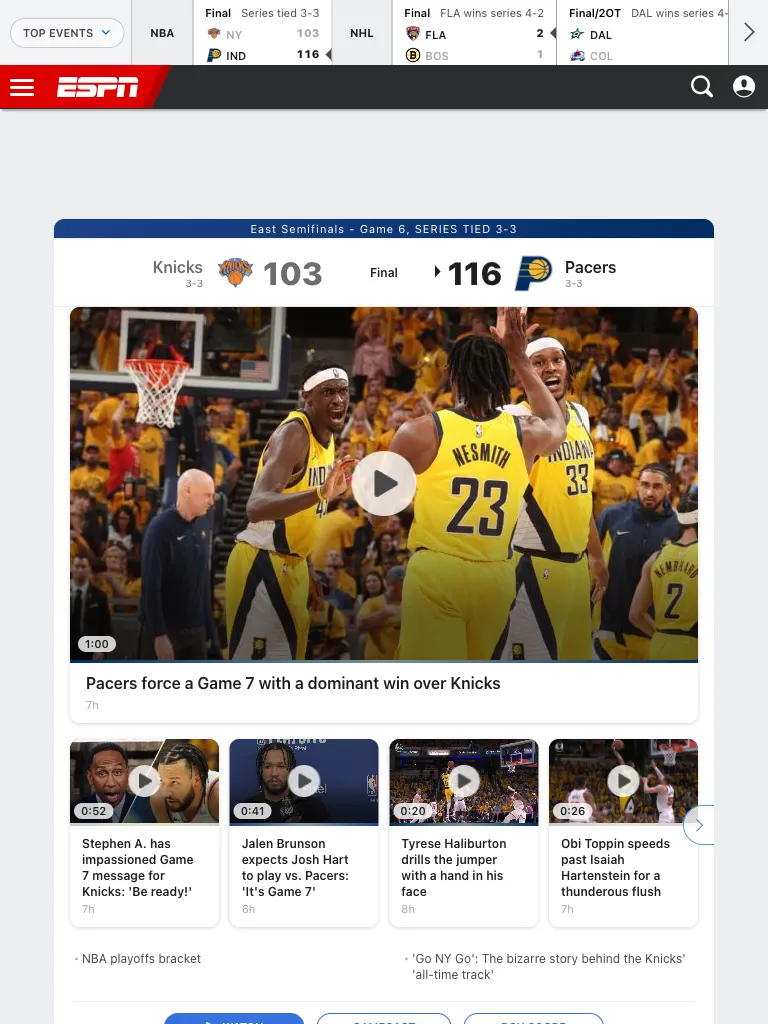 TOP EVENTS
NBA
Final Series tied 3-3
NY 103
IND 116
NHL
Final FLA wins series 4-2
FLA 2
BOS 1
Final/2OT DAL wins series 4-
DAL
COL
ESPN
East Semifinals - Game 6, SERIES TIED 3-3
Knicks
3-3
103
Final
116
Pacers
3-3
NESMITH
23
INDIANA
33
2
1:00
Pacers force a Game 7 with a dominant win over Knicks
7h
0:52
0:41
0:20
0:26
Stephen A. has
impassioned Game
7 message for
Knicks: 'Be ready!'
7h
Jalen Brunson
expects Josh Hart
to play vs. Pacers:
'It's Game 7'
6h
Tyrese Haliburton
drills the jumper
with a hand in his
face
8h
Obi Toppin speeds
past Isaiah
Hartenstein for a
thunderous flush
7h
NBA playoffs bracket
'Go NY Go': The bizarre story behind the Knicks'
'all-time track'